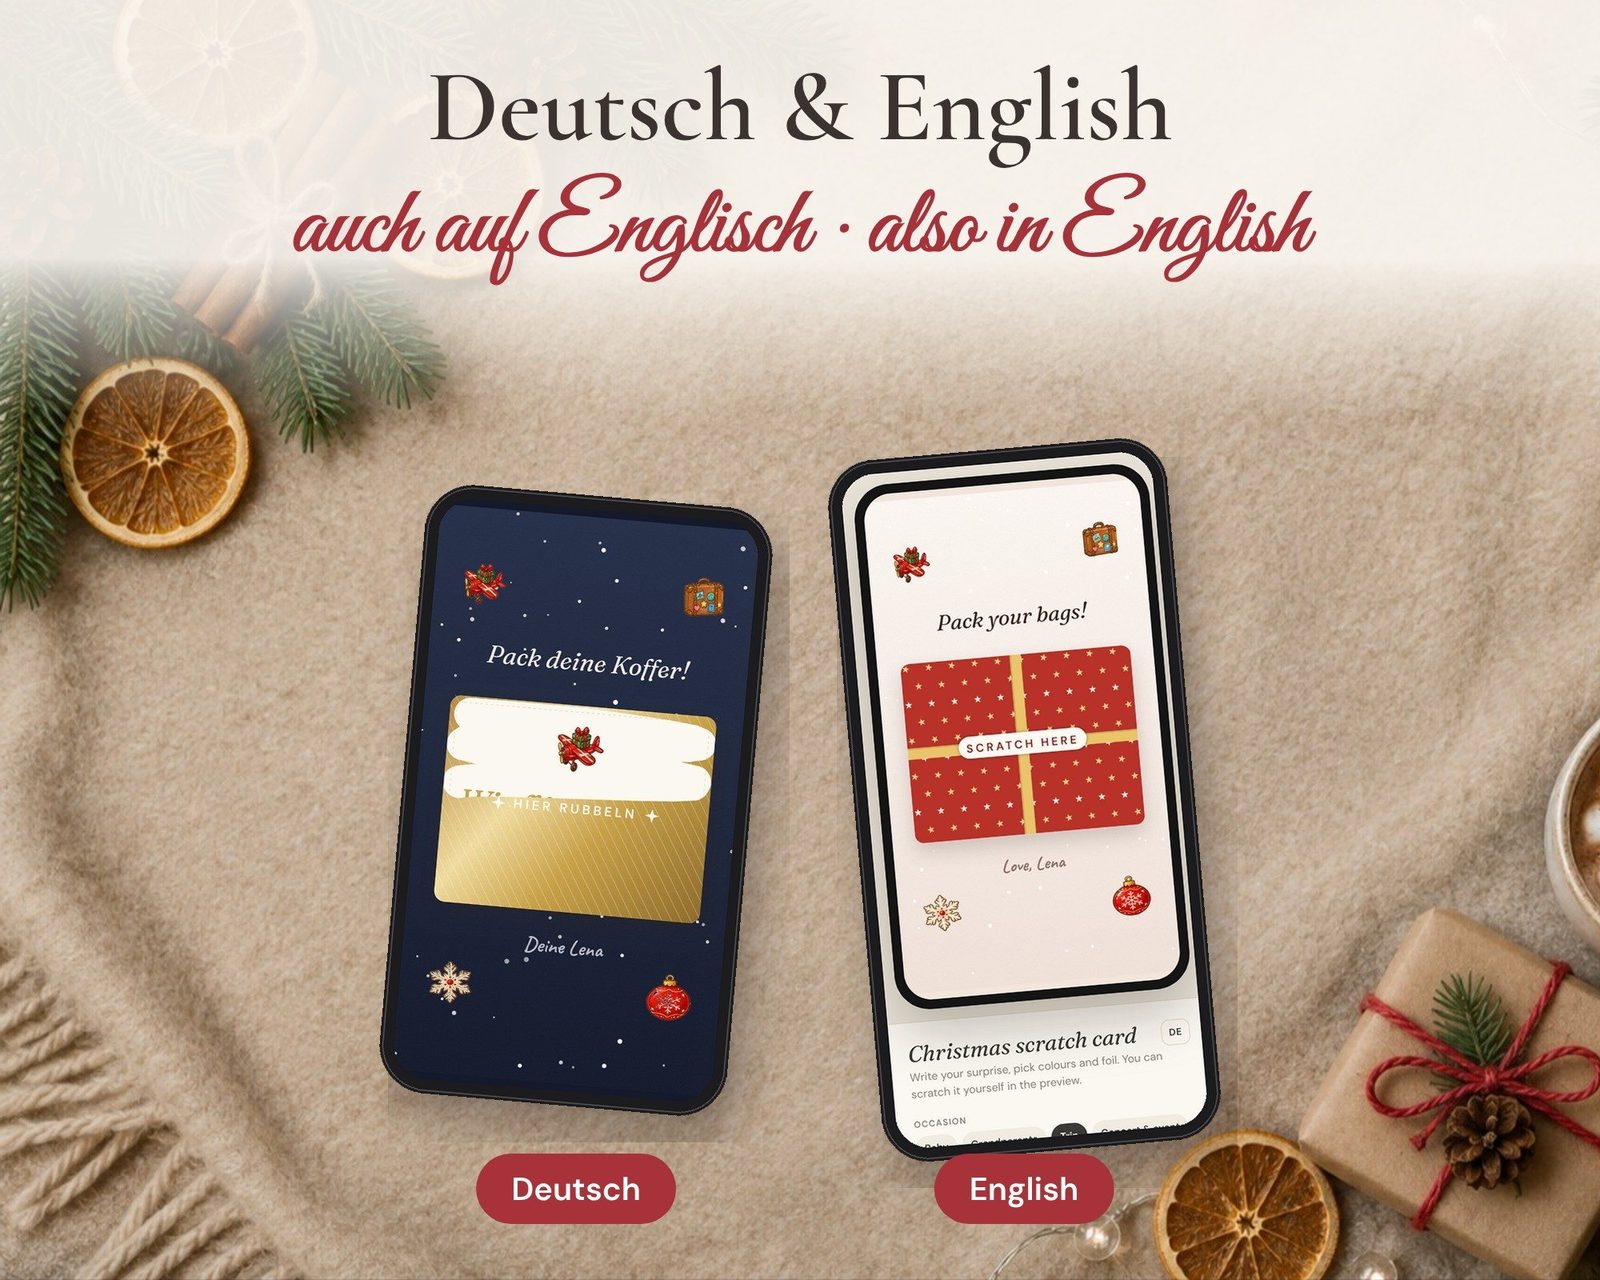 Deutsch & English
auch auf Englisch · also in English
Pack deine Koffer!
HIER RUBBELN
Deine Lena
Pack your bags!
SCRATCH HERE
Love, Lena
Christmas scratch card
DE
Write your surprise, pick colours and foil. You can
scratch it yourself in the preview.
OCCASION
Trip
Deutsch
English